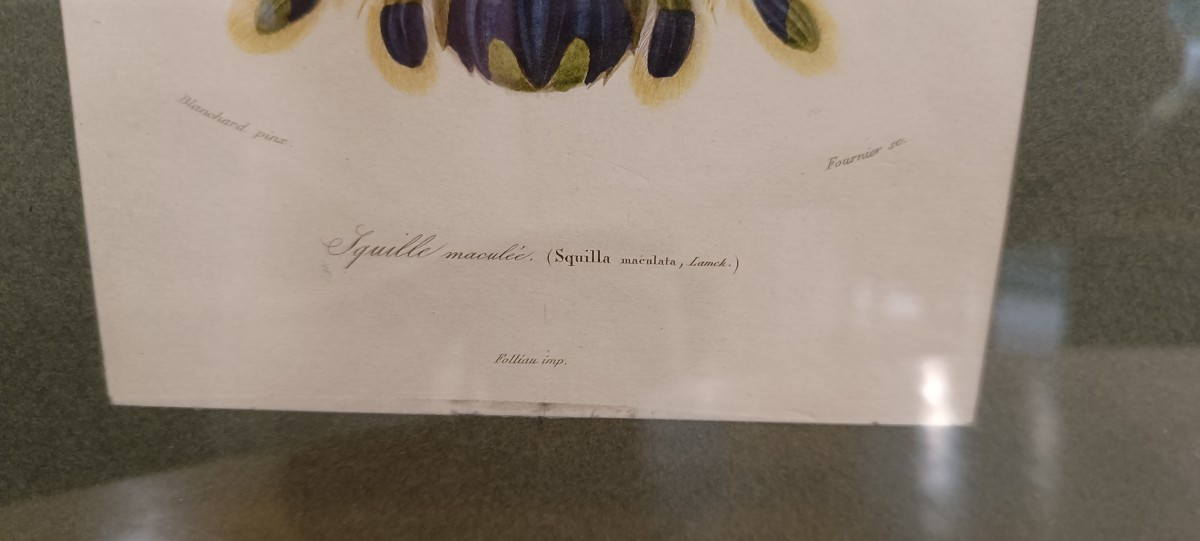 Blanchard pinx.
Fournier sc.
Squille maculée. (Squilla maculata, Lamck.)
Folliau imp.